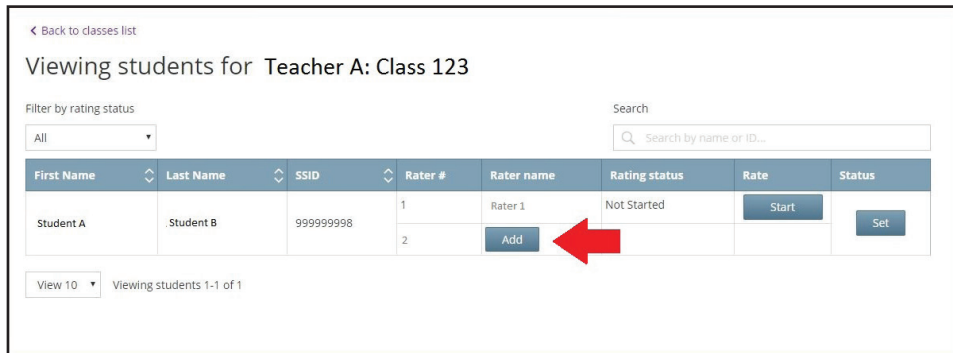 Back to classes list
Viewing students for Teacher A: Class 123
Filter by rating status Search
All Search by name or ID...
First Name Last Name SSID Rater # Rater name Rating status Rate Status
1 Rater 1 Not Started Start
Student A Student B 999999998 Set
2 Add
View 10 Viewing students 1-1 of 1